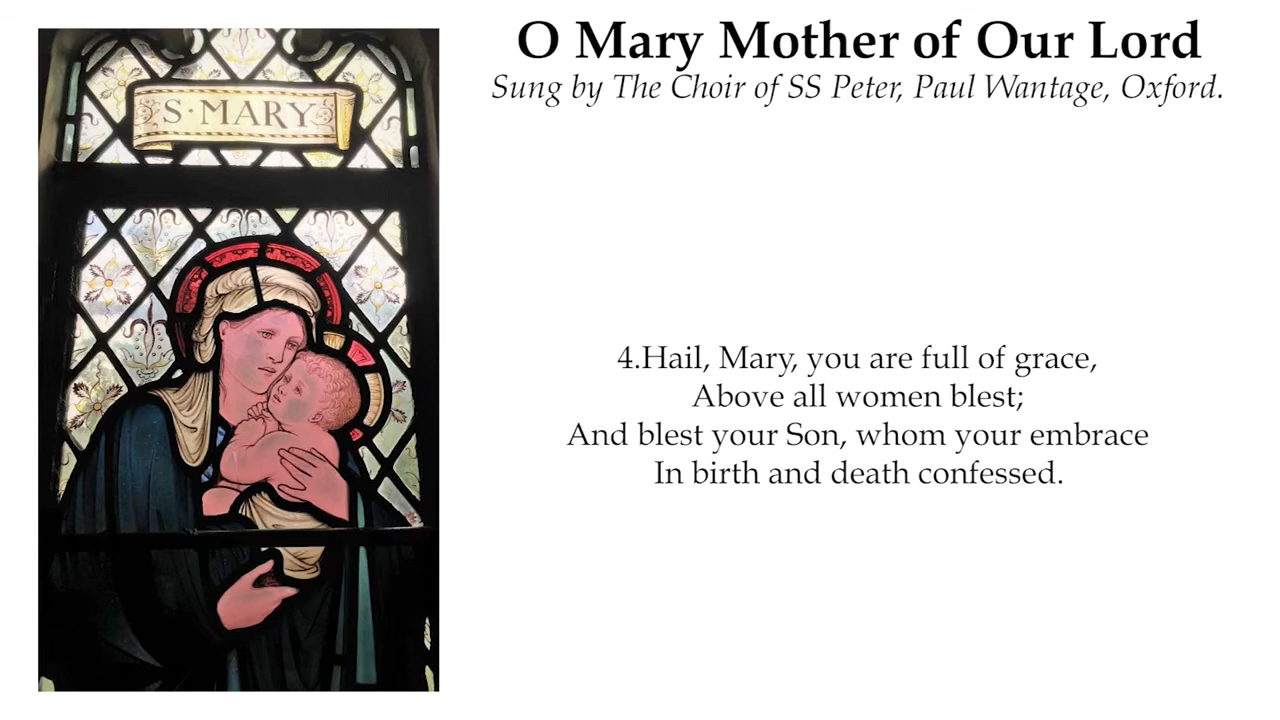 S·MARY
O Mary Mother of Our Lord
Sung by The Choir of SS Peter, Paul Wantage, Oxford.
4.Hail, Mary, you are full of grace,
Above all women blest;
And blest your Son, whom your embrace
In birth and death confessed.